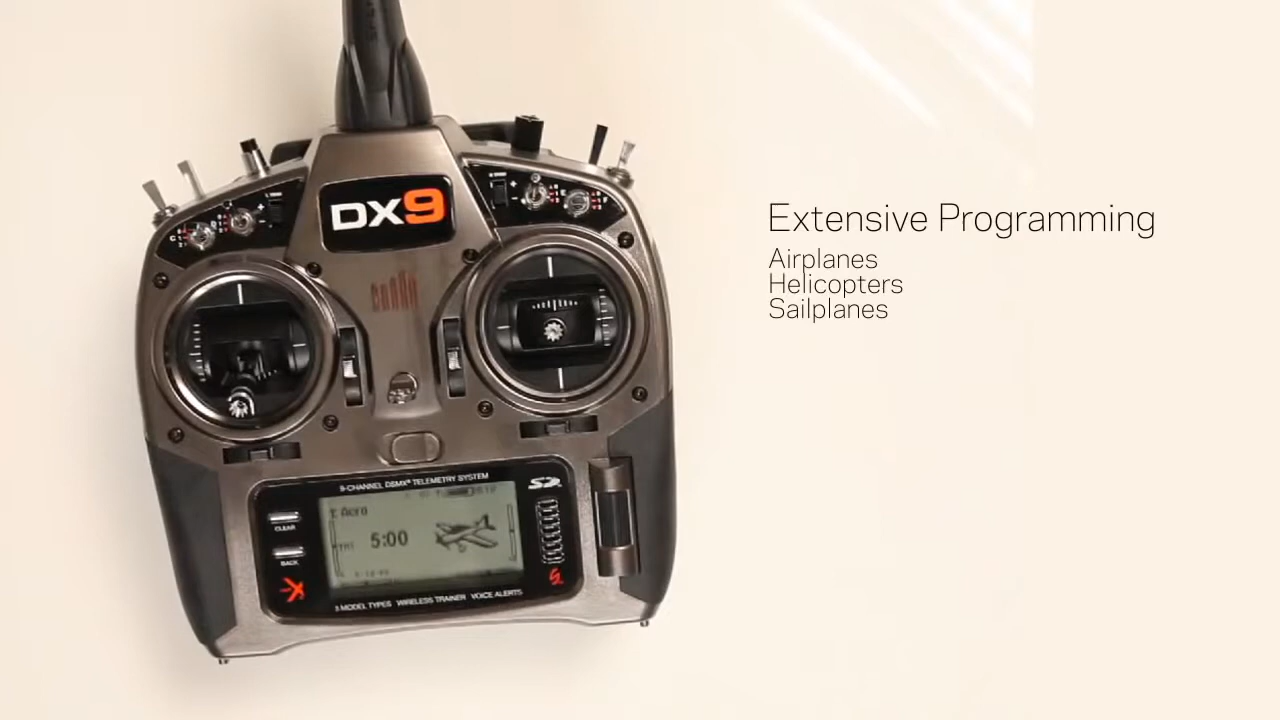 DX9
Extensive Programming
Airplanes
Helicopters
Sailplanes
9-CHANNEL DSMX® TELEMETRY SYSTEM
Aero
5:00
CLEAR
BACK
3 MODEL TYPES WIRELESS TRAINER VOICE ALERTS